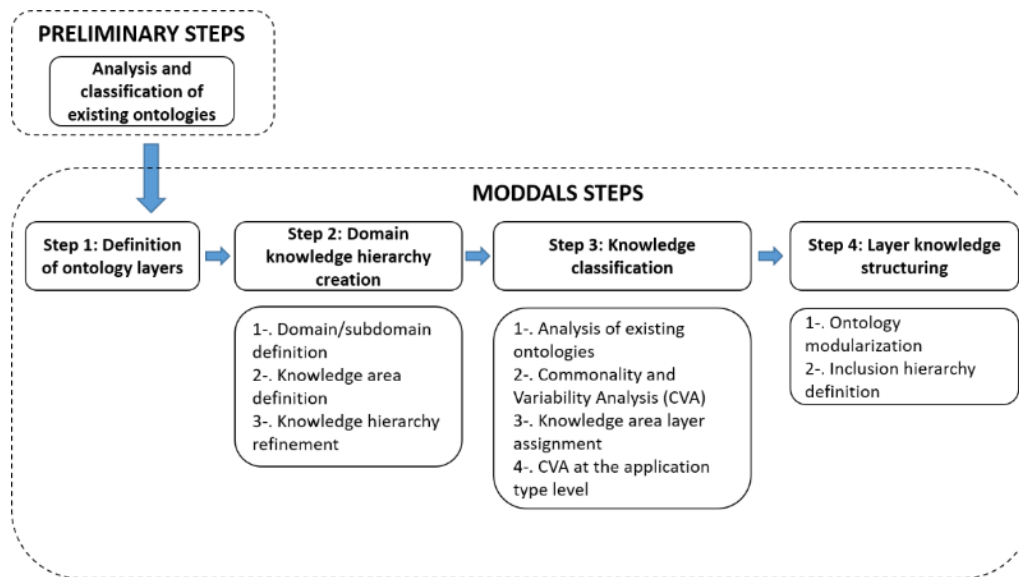 PRELIMINARY STEPS
Analysis and
classification of
existing ontologies
MODDALS STEPS
Step 1: Definition
of ontology layers
Step 2: Domain
knowledge hierarchy
creation
Step 3: Knowledge
classification
Step 4: Layer knowledge
structuring
1-. Domain/subdomain
definition
2-. Knowledge area
definition
3-. Knowledge hierarchy
refinement
1-. Analysis of existing
ontologies
2-. Commonality and
Variability Analysis (CVA)
3-. Knowledge area layer
assignment
4-. CVA at the application
type level
1-. Ontology
modularization
2-. Inclusion hierarchy
definition